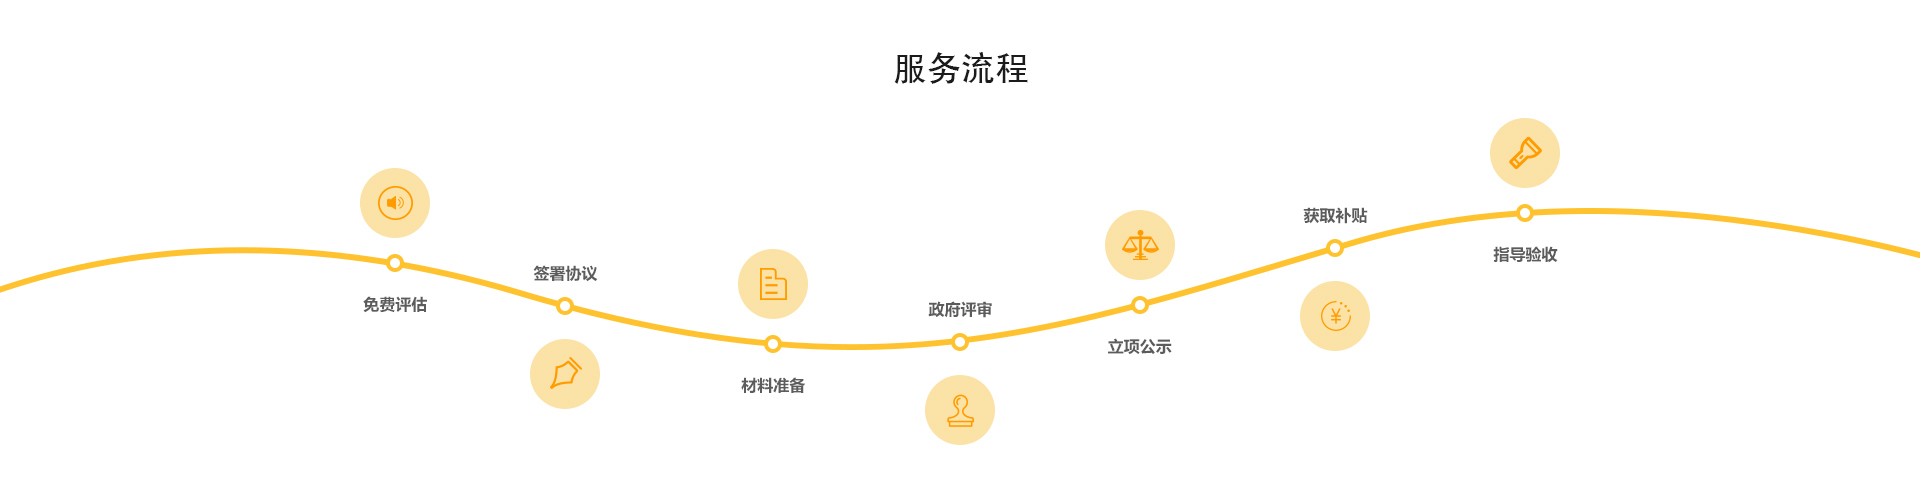 服务流程
免费评估
签署协议
材料准备
政府评审
立项公示
获取补贴
指导验收